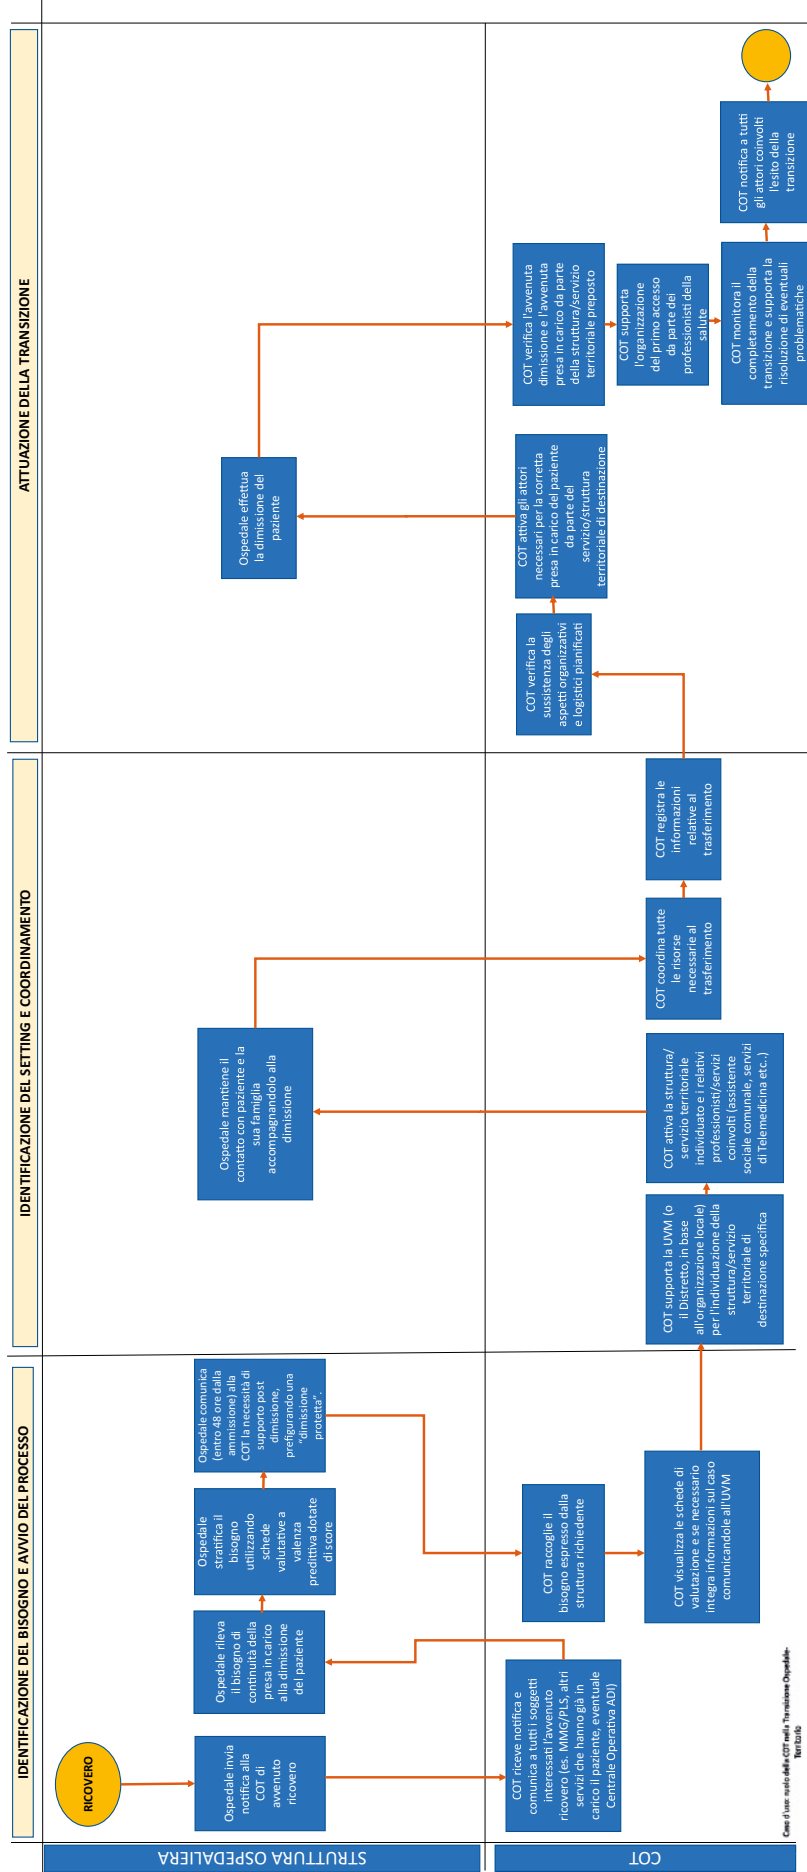 IDENTIFICAZIONE DEL BISOGNO E AVVIO DEL PROCESSO
IDENTIFICAZIONE DEL SETTING E COORDINAMENTO
ATTUAZIONE DELLA TRANSIZIONE
STRUTTURA OSPEDALIERA
RICOVERO
Ospedale invia
notifica alla
COT di
avvenuto
ricovero
Ospedale rileva
il bisogno di
continuità della
presa in carico
alla dimissione
del paziente
Ospedale
stratifica il
bisogno
utilizzando
schede
valutative a
valenza
predittiva dotate
di score
Ospedale comunica
(entro 48 ore dalla
ammissione) alla
COT la necessità di
supporto post
dimissione,
prefigurando una
"dimissione
protetta".
Ospedale mantiene il
contatto con paziente e la
sua famiglia
accompagnandolo alla
dimissione
Ospedale effettua
la dimissione del
paziente
COT
COT riceve notifica e
comunica a tutti i soggetti
interessati l'avvenuto
ricovero (es. MMG/PLS, altri
servizi che hanno già in
carico il paziente, eventuale
Centrale Operativa ADI)
COT raccoglie il
bisogno espresso dalla
struttura richiedente
COT visualizza le schede di
valutazione e se necessario
integra informazioni sul caso
comunicandole all'UVM
COT supporta la UVM (o
il Distretto, in base
all'organizzazione locale)
per l'individuazione della
struttura/servizio
territoriale di
destinazione specifica
COT attiva la struttura/
servizio territoriale
individuato e i relativi
professionisti/servizi
coinvolti (assistente
sociale comunale, servizi
di Telemedicina etc..)
COT coordina tutte
le risorse
necessarie al
trasferimento
COT registra le
informazioni
relative al
trasferimento
COT verifica la
sussistenza degli
aspetti organizzativi
e logistici pianificati
COT attiva gli attori
necessari per la corretta
presa in carico del paziente
da parte del
servizio/struttura
territoriale di destinazione
COT verifica l'avvenuta
dimissione e l'avvenuta
presa in carico da parte
della struttura/servizio
territoriale preposto
COT supporta
l'organizzazione
del primo accesso
da parte dei
professionisti della
salute
COT monitora il
completamento della
transizione e supporta la
risoluzione di eventuali
problematiche
COT notifica a tutti
gli attori coinvolti
l'esito della
transizione
Caso d'uso: ruolo della COT nella Transizione Ospedale-
Territorio